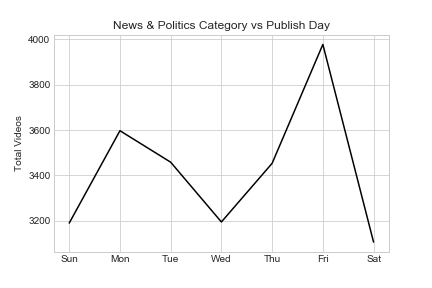 News & Politics Category vs Publish Day
4000
3800
3600
3400
3200
Total Videos
Sun Mon Tue Wed Thu Fri Sat